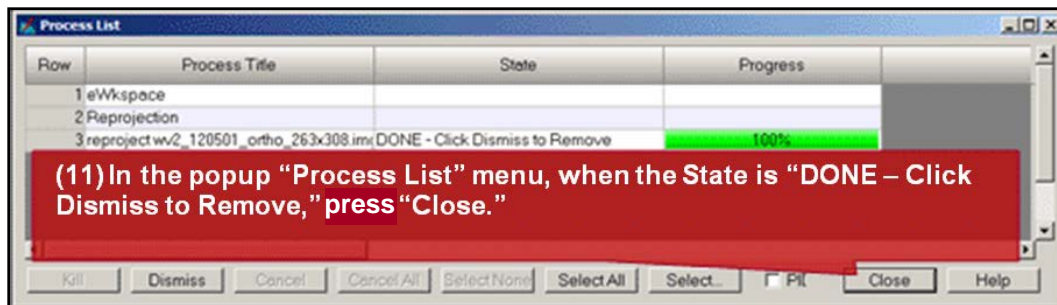 Process List
Row Process Title State Progress
1 eWkspace
2 Reprojection
3 reproject wv2_120501_ortho_263x308.im DONE - Click Dismiss to Remove 100%
(11) In the popup “Process List” menu, when the State is “DONE – Click
Dismiss to Remove,” press “Close.”
Kill Dismiss Cancel Cancel All Select None Select All Select... Close Help